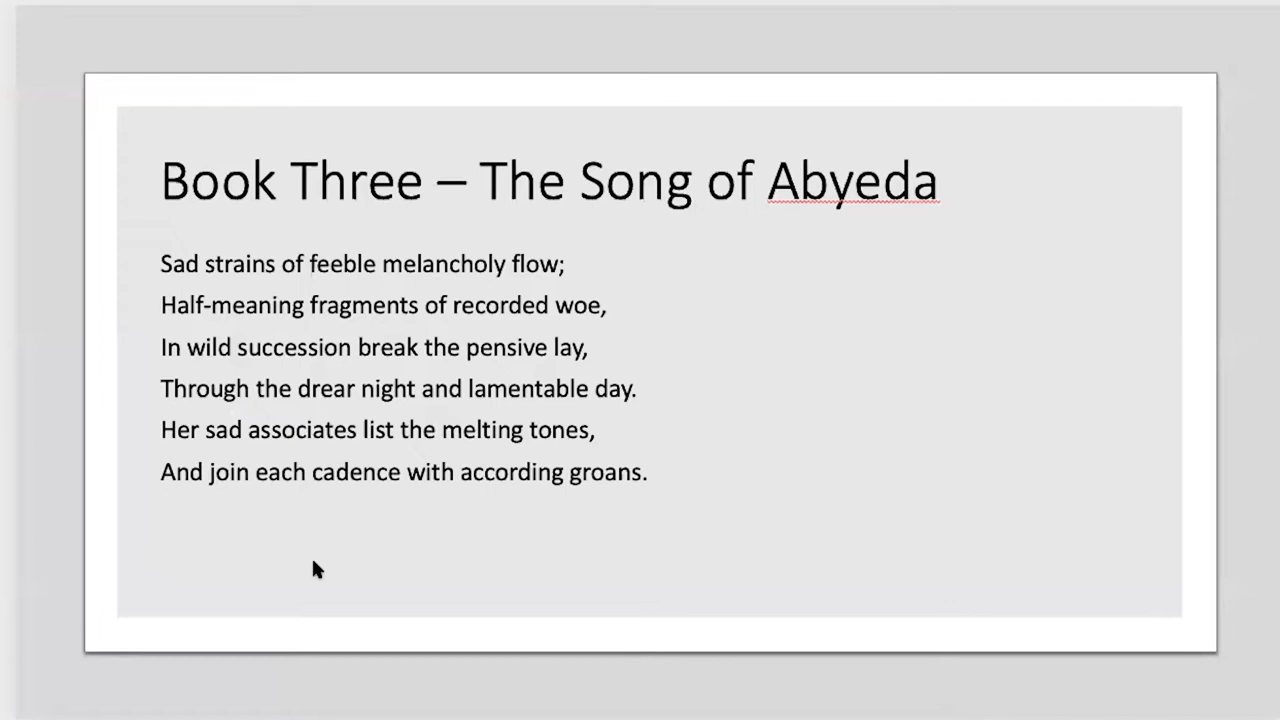 Book Three – The Song of Abyeda
Sad strains of feeble melancholy flow;
Half-meaning fragments of recorded woe,
In wild succession break the pensive lay,
Through the drear night and lamentable day.
Her sad associates list the melting tones,
And join each cadence with according groans.